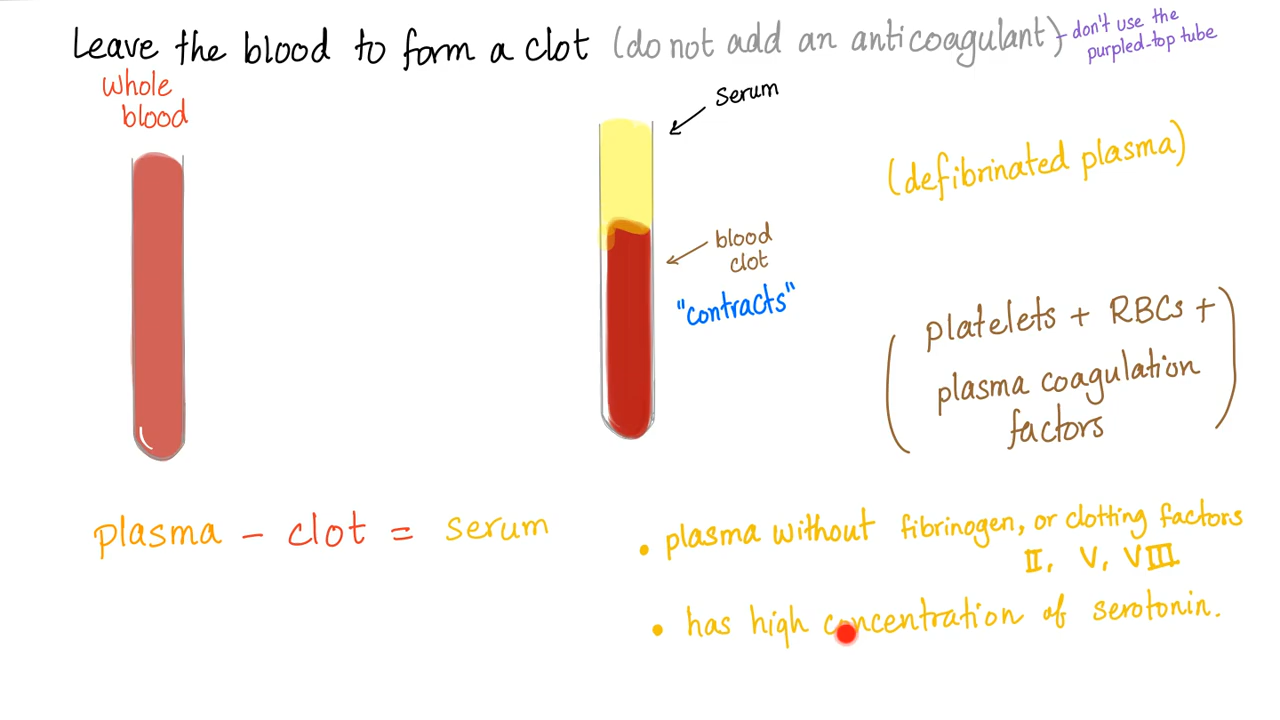 Leave the blood to form a clot (do not add an anticoagulant) - don't use the
purpled-top tube
Whole
blood
Serum
(defibrinated plasma)
blood
clot
"contracts"
(platelets + RBCs +
plasma coagulation
factors)
plasma - clot = serum
• plasma without fibrinogen, or clotting factors
II, V, VIII
• has high concentration of serotonin.